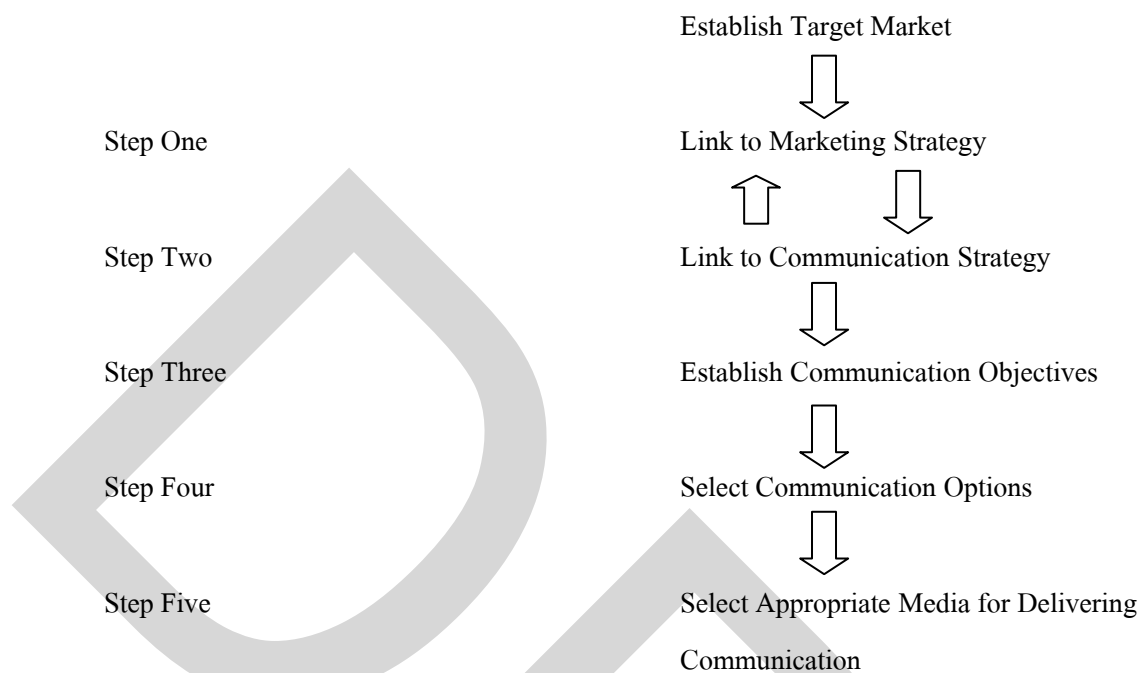 Establish Target Market
Step One Link to Marketing Strategy
Step Two Link to Communication Strategy
Step Three Establish Communication Objectives
Step Four Select Communication Options
Step Five Select Appropriate Media for Delivering
Communication